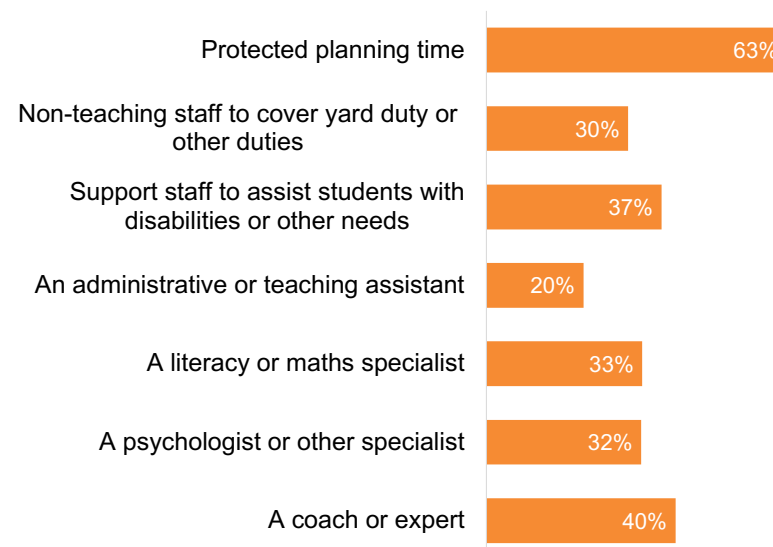 Protected planning time
63%
Non-teaching staff to cover yard duty or
other duties
30%
Support staff to assist students with
disabilities or other needs
37%
An administrative or teaching assistant
20%
A literacy or maths specialist
33%
A psychologist or other specialist
32%
A coach or expert
40%